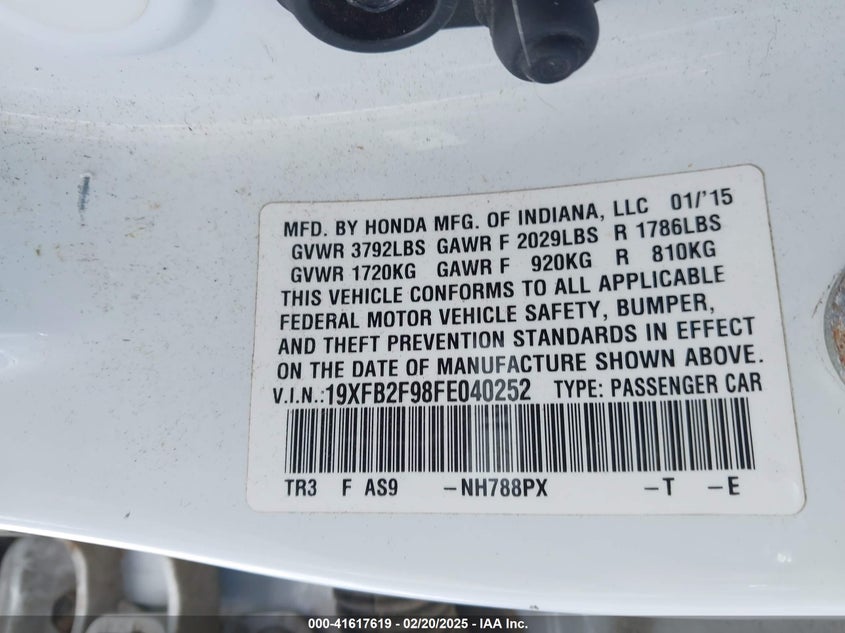 MFD. BY HONDA MFG. OF INDIANA, LLC 01/'15
GVWR 3792LBS GAWR F 2029LBS R 1786LBS
GVWR 1720KG GAWR F 920KG R 810KG
THIS VEHICLE CONFORMS TO ALL APPLICABLE
FEDERAL MOTOR VEHICLE SAFETY, BUMPER,
AND THEFT PREVENTION STANDARDS IN EFFECT
ON THE DATE OF MANUFACTURE SHOWN ABOVE.
V.I.N.:19XFB2F98FE040252 TYPE: PASSENGER CAR
TR3 F AS9 –NH788PX –T –E
000-41617619 - 02/20/2025 - IAA Inc.